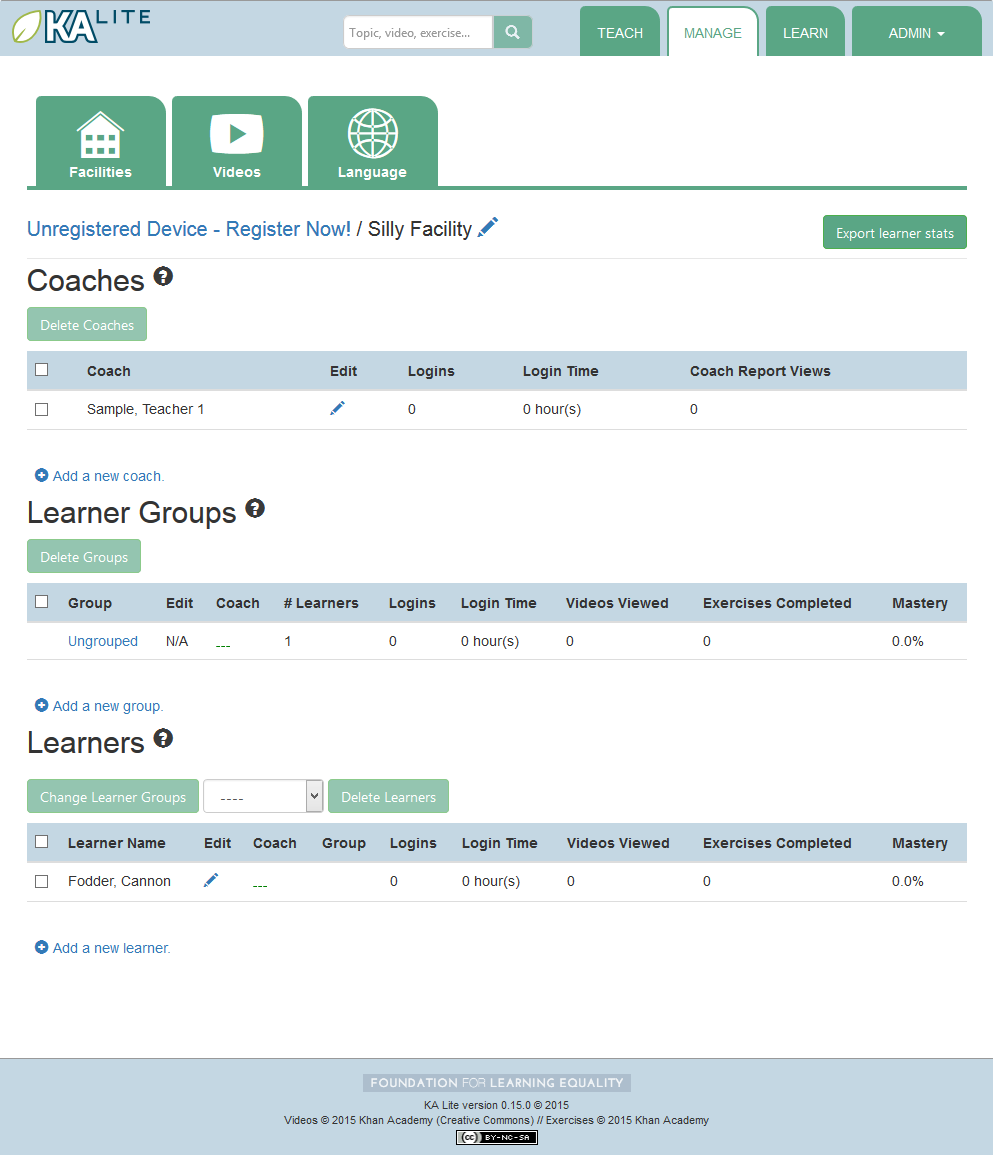 KA LITE
Topic, video, exercise...
TEACH
MANAGE
LEARN
ADMIN
Facilities
Videos
Language
Unregistered Device - Register Now! / Silly Facility
Export learner stats
Coaches
Delete Coaches
Coach Edit Logins Login Time Coach Report Views
Sample, Teacher 1 0 0 hour(s) 0
Add a new coach.
Learner Groups
Delete Groups
Group Edit Coach # Learners Logins Login Time Videos Viewed Exercises Completed Mastery
Ungrouped N/A --- 1 0 0 hour(s) 0 0 0.0%
Add a new group.
Learners
Change Learner Groups ---- Delete Learners
Learner Name Edit Coach Group Logins Login Time Videos Viewed Exercises Completed Mastery
Fodder, Cannon --- 0 0 hour(s) 0 0 0.0%
Add a new learner.
FOUNDATION FOR LEARNING EQUALITY
KA Lite version 0.15.0 © 2015
Videos © 2015 Khan Academy (Creative Commons) // Exercises © 2015 Khan Academy
(cc) BY-NC-SA